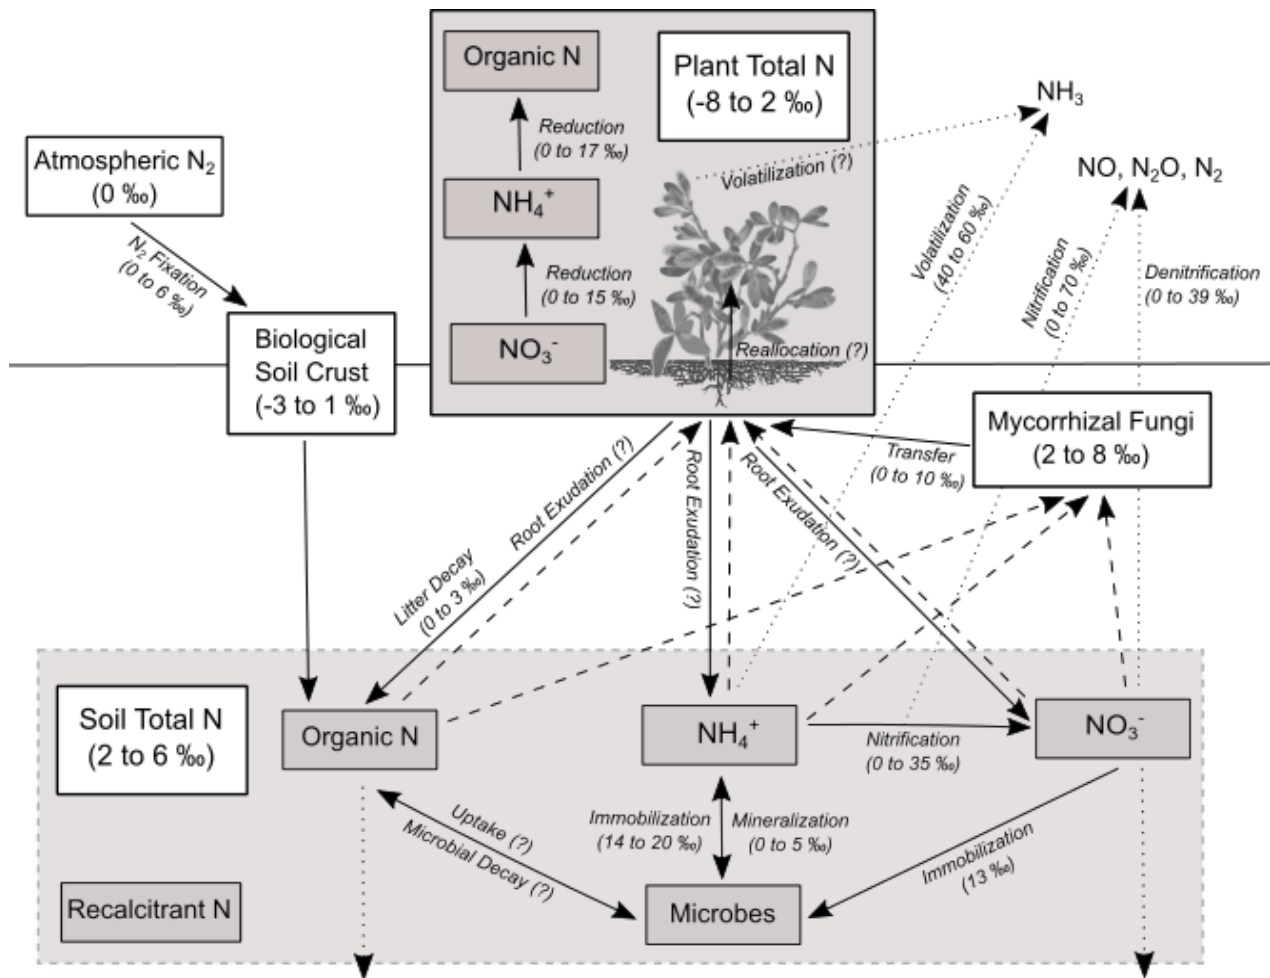 Organic N
Plant Total N
(-8 to 2 ‰)
Reduction
(0 to 17 ‰)
NH₄⁺
Reduction
(0 to 15 ‰)
NO₃⁻
Volatilization (?)
Reallocation (?)
NH₃
NO, N₂O, N₂
Atmospheric N₂
(0 ‰)
N₂ Fixation
(0 to 6 ‰)
Biological
Soil Crust
(-3 to 1 ‰)
Volatilization
(40 to 60 ‰)
Nitrification
(0 to 70 ‰)
Denitrification
(0 to 39 ‰)
Mycorrhizal Fungi
(2 to 8 ‰)
Transfer
(0 to 10 ‰)
Root Exudation (?)
Root Exudation (?)
Root Exudation (?)
Litter Decay
(0 to 3 ‰)
Soil Total N
(2 to 6 ‰)
Organic N
NH₄⁺
Nitrification
(0 to 35 ‰)
NO₃⁻
Uptake (?)
Microbial Decay (?)
Immobilization
(14 to 20 ‰)
Mineralization
(0 to 5 ‰)
Immobilization
(13 ‰)
Recalcitrant N
Microbes